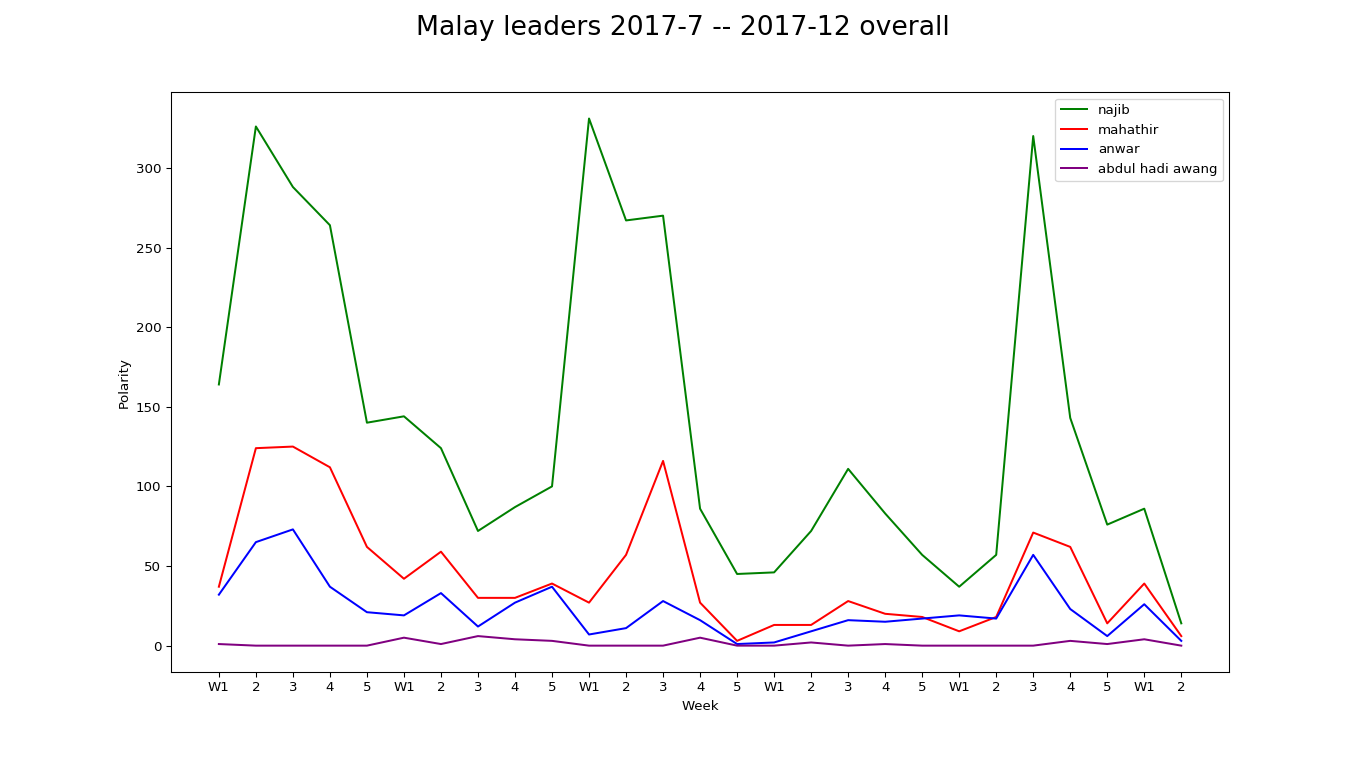 Malay leaders 2017-7 -- 2017-12 overall
najib
mahathir
anwar
abdul hadi awang
300
250
200
150
100
50
0
Polarity
W1 2 3 4 5 W1 2 3 4 5 W1 2 3 4 5 W1 2 3 4 5 W1 2 3 4 5 W1 2
Week